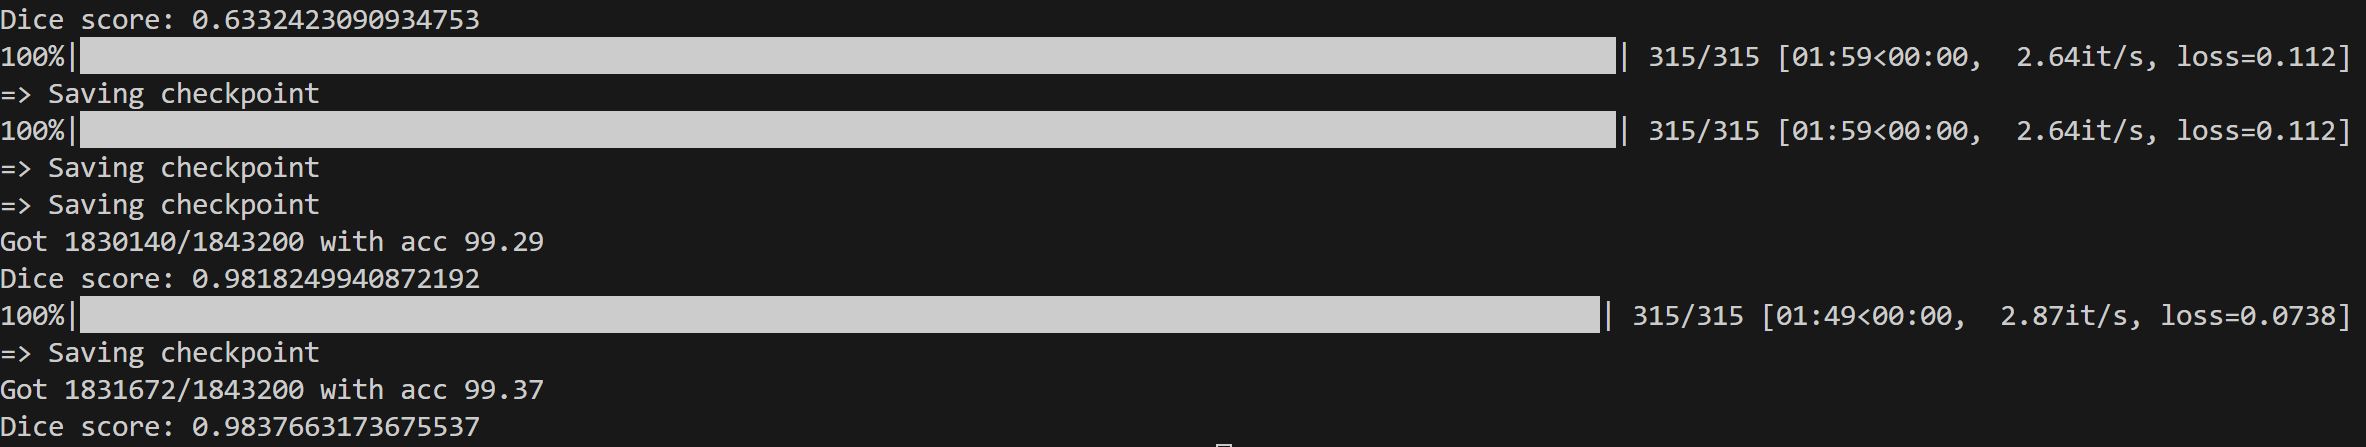 Dice score: 0.6332423090934753
100%| | 315/315 [01:59<00:00,  2.64it/s, loss=0.112]
=> Saving checkpoint
100%| | 315/315 [01:59<00:00,  2.64it/s, loss=0.112]
=> Saving checkpoint
=> Saving checkpoint
Got 1830140/1843200 with acc 99.29
Dice score: 0.9818249940872192
100%| | 315/315 [01:49<00:00,  2.87it/s, loss=0.0738]
=> Saving checkpoint
Got 1831672/1843200 with acc 99.37
Dice score: 0.9837663173675537